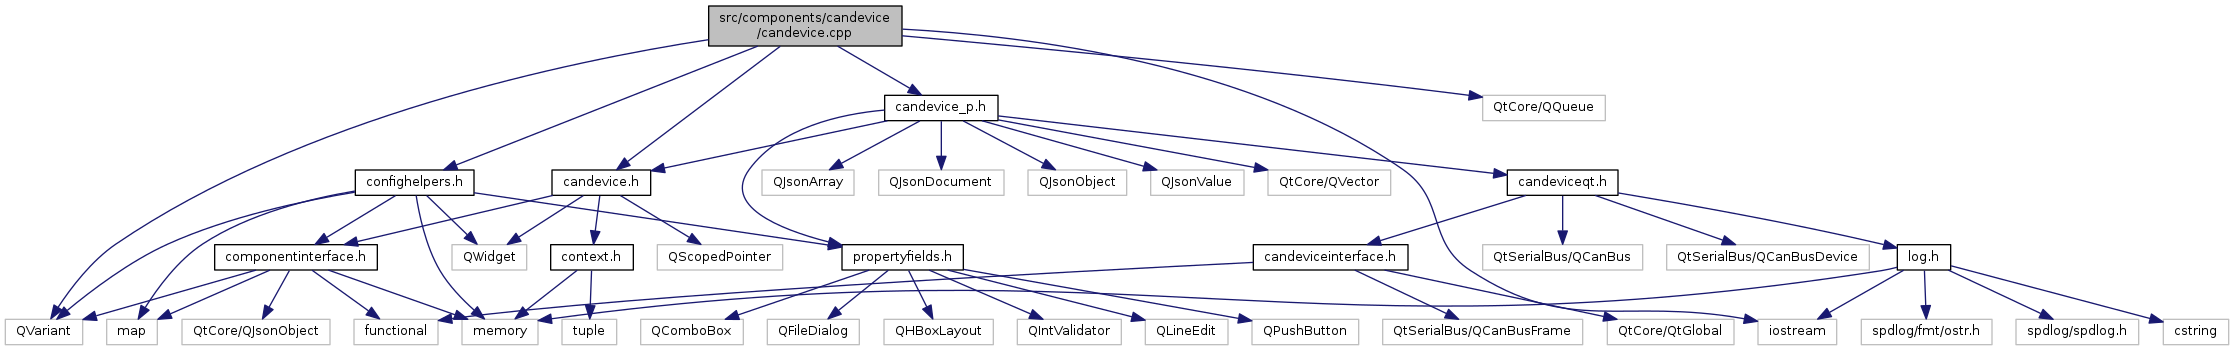 src/components/candevice
/candevice.cpp
candevice_p.h
QtCore/QQueue
confighelpers.h
candevice.h
QJsonArray
QJsonDocument
QJsonObject
QJsonValue
QtCore/QVector
candeviceqt.h
componentinterface.h
QWidget
context.h
QScopedPointer
propertyfields.h
candeviceinterface.h
QtSerialBus/QCanBus
QtSerialBus/QCanBusDevice
log.h
QVariant
map
QtCore/QJsonObject
functional
memory
tuple
QComboBox
QFileDialog
QHBoxLayout
QIntValidator
QLineEdit
QPushButton
QtSerialBus/QCanBusFrame
QtCore/QtGlobal
iostream
spdlog/fmt/ostr.h
spdlog/spdlog.h
cstring